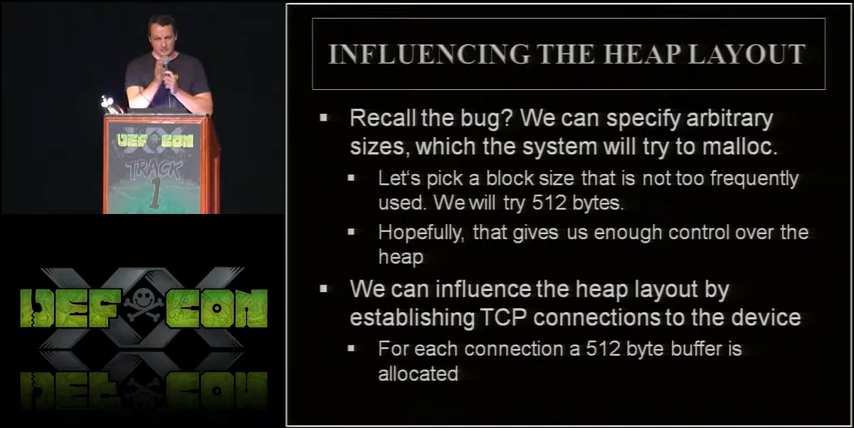 DEF CON
TRACK
1
XX
DEF CON
INFLUENCING THE HEAP LAYOUT
Recall the bug? We can specify arbitrary
sizes, which the system will try to malloc.
Let's pick a block size that is not too frequently
used. We will try 512 bytes.
Hopefully, that gives us enough control over the
heap
We can influence the heap layout by
establishing TCP connections to the device
For each connection a 512 byte buffer is
allocated